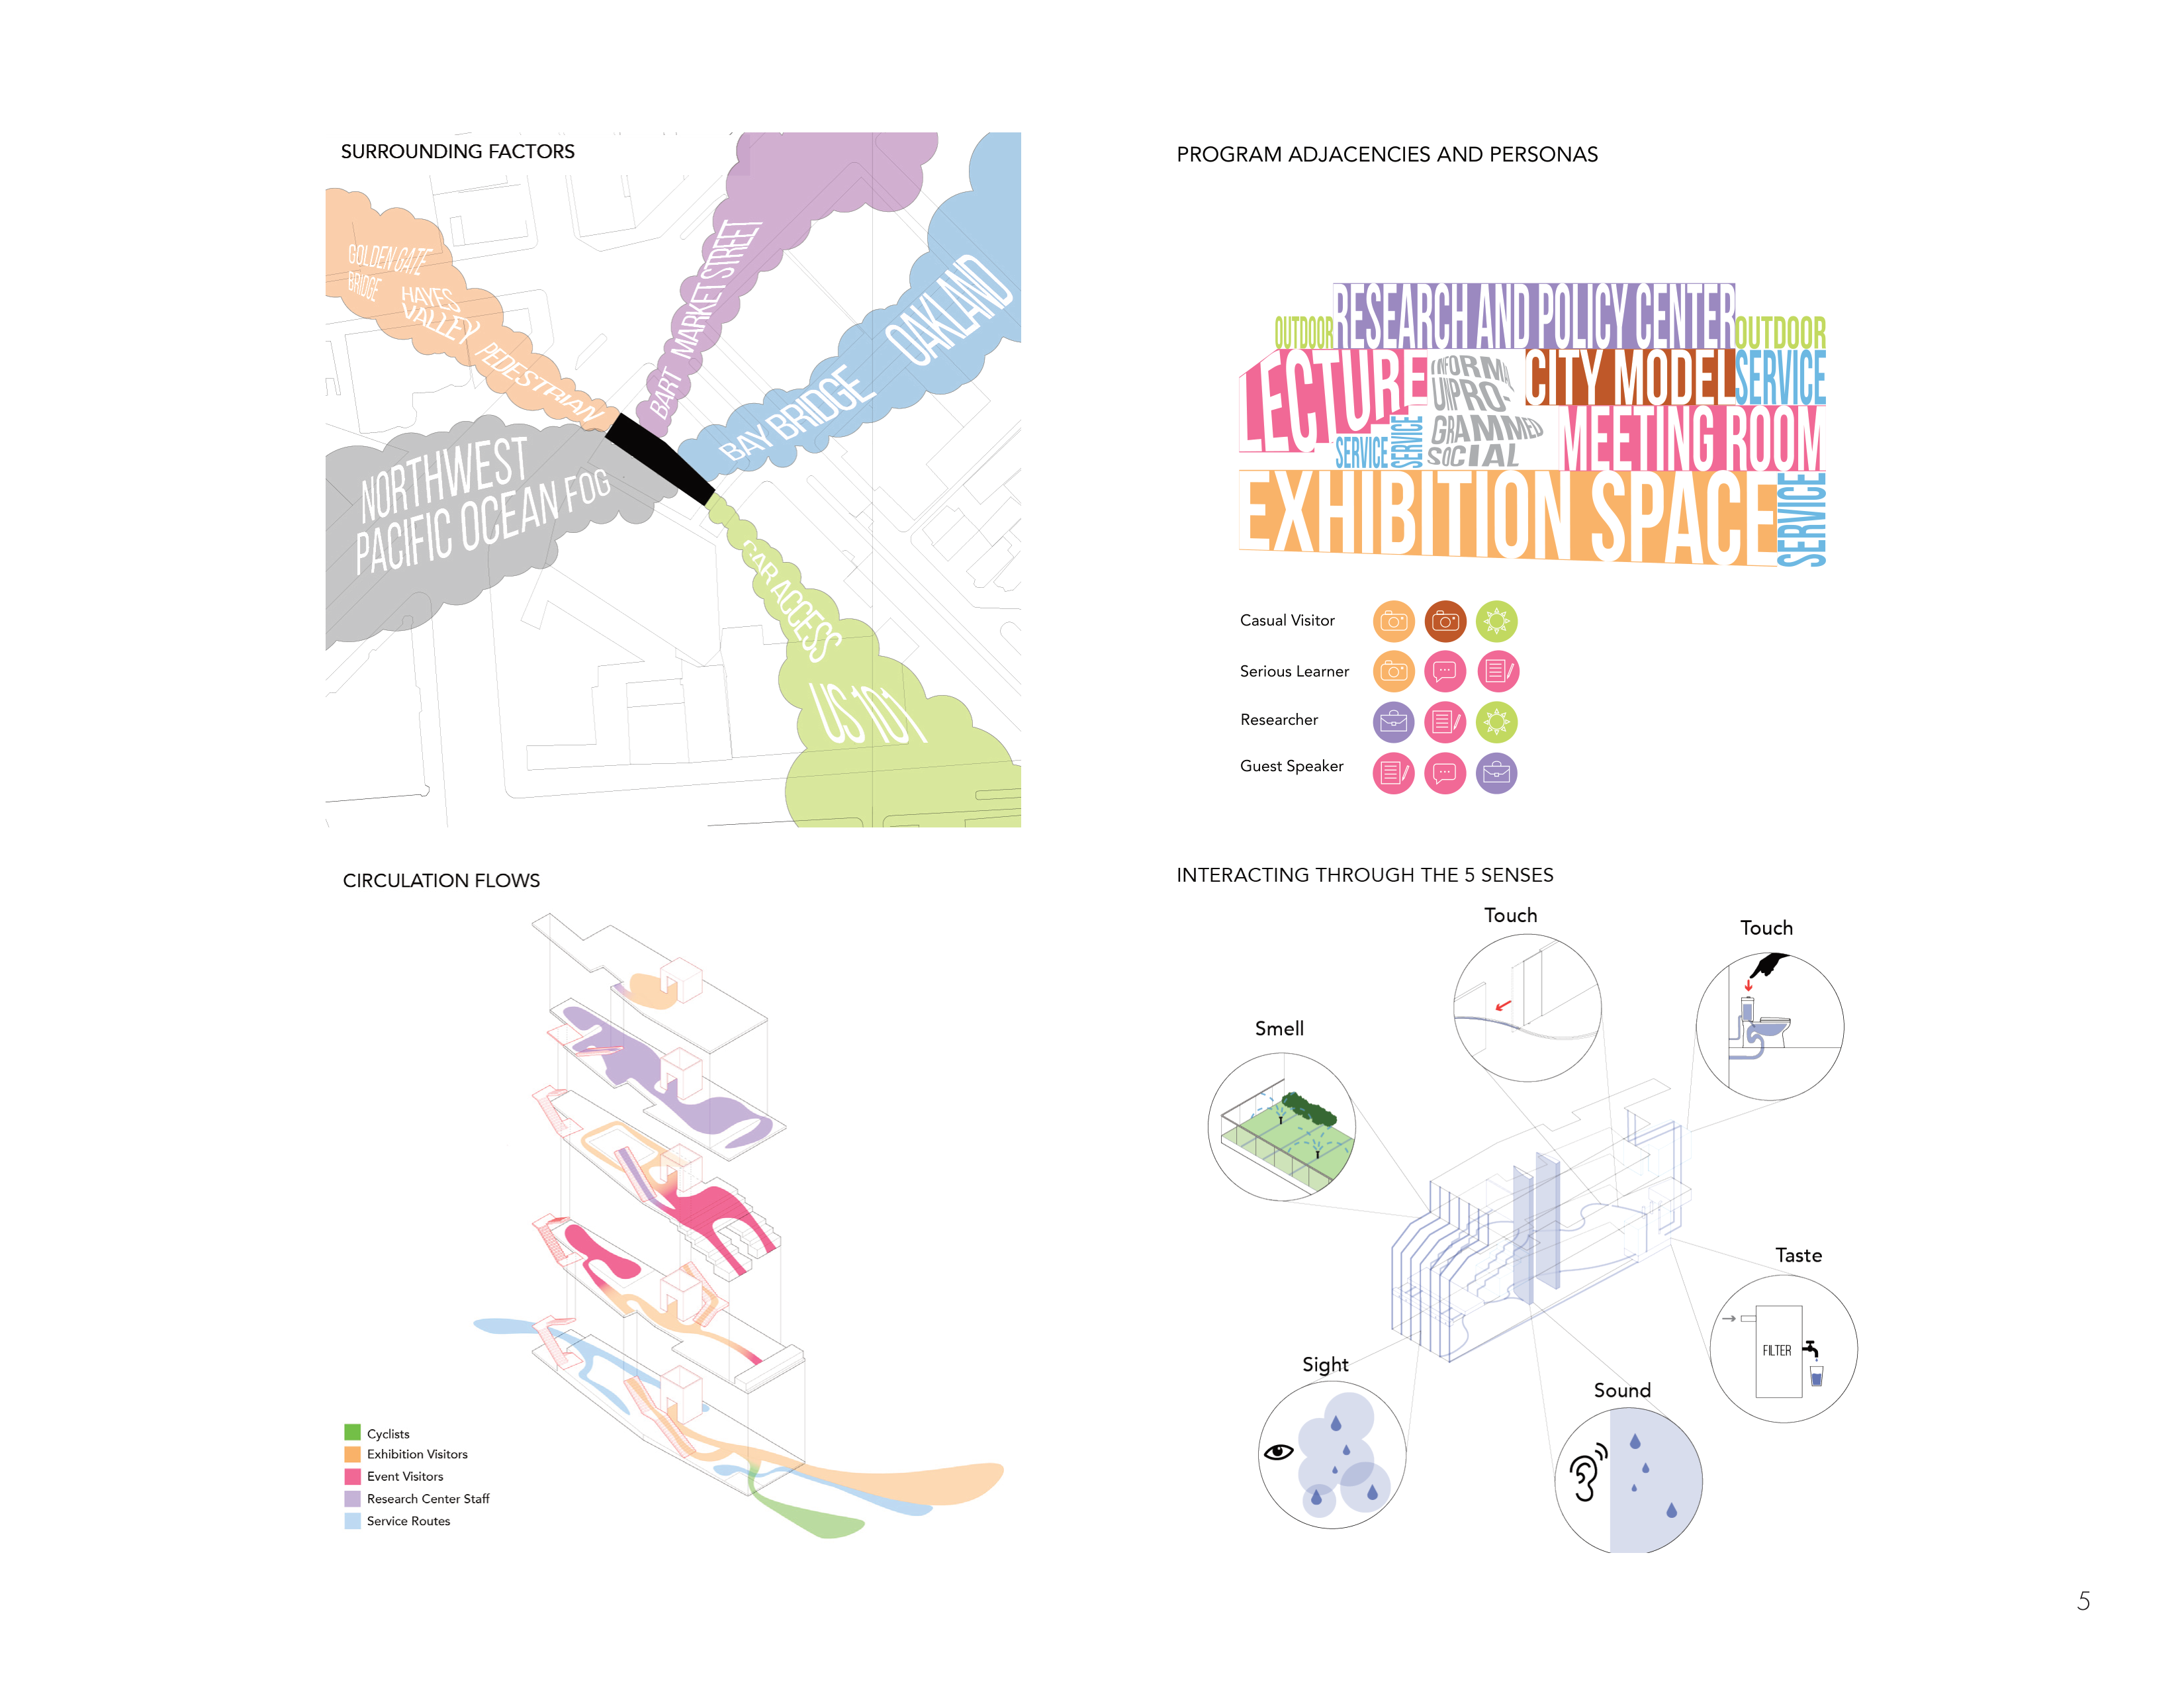 SURROUNDING FACTORS
GOLDEN GATE
BRIDGE
HAYES
VALLEY
PEDESTRIAN
BART MARKET STREET
BAY BRIDGE OAKLAND
NORTHWEST
PACIFIC OCEAN FOG
CAR ACCESS
US 101
PROGRAM ADJACENCIES AND PERSONAS
RESEARCH AND POLICY CENTER
OUTDOOR
OUTDOOR
LECTURE
INFORMAL
UNPRO-
GRAMMED
SOCIAL
CITY MODEL
SERVICE
SERVICE
SERVICE
MEETING ROOM
EXHIBITION SPACE
SERVICE
Casual Visitor
Serious Learner
Researcher
Guest Speaker
CIRCULATION FLOWS
Cyclists
Exhibition Visitors
Event Visitors
Research Center Staff
Service Routes
INTERACTING THROUGH THE 5 SENSES
Touch
Touch
Smell
Taste
FILTER
Sight
Sound
5